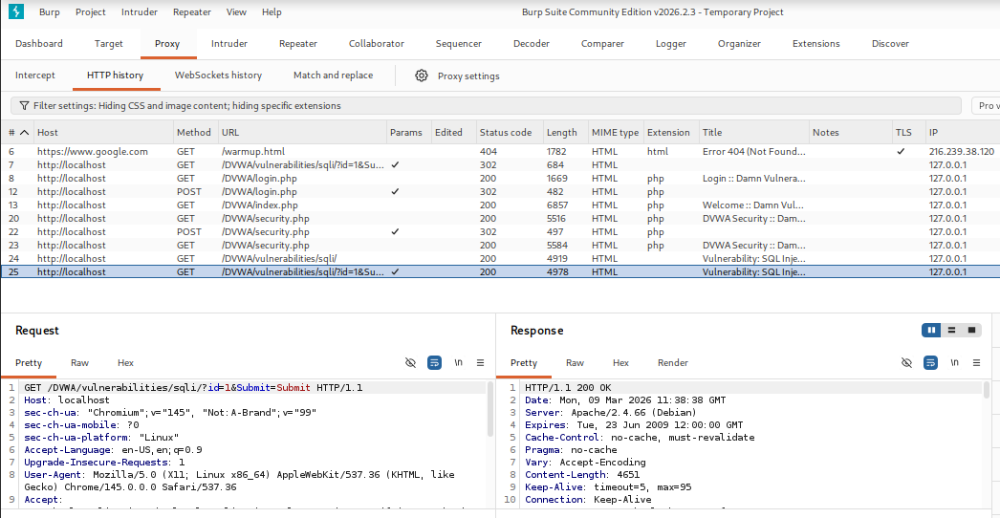 Burp Project Intruder Repeater View Help Burp Suite Community Edition v2026.2.3 - Temporary Project
Dashboard Target Proxy Intruder Repeater Collaborator Sequencer Decoder Comparer Logger Organizer Extensions Discover
Intercept HTTP history WebSockets history Match and replace Proxy settings
Filter settings: Hiding CSS and image content; hiding specific extensions Pro v
# Host Method URL Params Edited Status code Length MIME type Extension Title Notes TLS IP
6 https://www.google.com GET /warmup.html 404 1782 HTML html Error 404 (Not Found... ✓ 216.239.38.120
7 http://localhost GET /DVWA/vulnerabilities/sqli/?id=1&Su... ✓ 302 684 HTML 127.0.0.1
8 http://localhost GET /DVWA/login.php 200 1669 HTML php Login :: Damn Vulnera... 127.0.0.1
12 http://localhost POST /DVWA/login.php ✓ 302 482 HTML php 127.0.0.1
13 http://localhost GET /DVWA/index.php 200 6857 HTML php Welcome :: Damn Vul... 127.0.0.1
20 http://localhost GET /DVWA/security.php 200 5516 HTML php DVWA Security :: Dam... 127.0.0.1
22 http://localhost POST /DVWA/security.php ✓ 302 497 HTML php 127.0.0.1
23 http://localhost GET /DVWA/security.php 200 5584 HTML php DVWA Security :: Dam... 127.0.0.1
24 http://localhost GET /DVWA/vulnerabilities/sqli/ 200 4919 HTML Vulnerability: SQL Inje... 127.0.0.1
25 http://localhost GET /DVWA/vulnerabilities/sqli/?id=1&Su... ✓ 200 4978 HTML Vulnerability: SQL Inje... 127.0.0.1
Request
Pretty Raw Hex \n
1 GET /DVWA/vulnerabilities/sqli/?id=1&Submit=Submit HTTP/1.1
2 Host: localhost
3 sec-ch-ua: "Chromium";v="145", "Not:A-Brand";v="99"
4 sec-ch-ua-mobile: ?0
5 sec-ch-ua-platform: "Linux"
6 Accept-Language: en-US,en;q=0.9
7 Upgrade-Insecure-Requests: 1
8 User-Agent: Mozilla/5.0 (X11; Linux x86_64) AppleWebKit/537.36 (KHTML, like
Gecko) Chrome/145.0.0.0 Safari/537.36
9 Accept:
Response
Pretty Raw Hex Render \n
1 HTTP/1.1 200 OK
2 Date: Mon, 09 Mar 2026 11:38:38 GMT
3 Server: Apache/2.4.66 (Debian)
4 Expires: Tue, 23 Jun 2009 12:00:00 GMT
5 Cache-Control: no-cache, must-revalidate
6 Pragma: no-cache
7 Vary: Accept-Encoding
8 Content-Length: 4651
9 Keep-Alive: timeout=5, max=95
10 Connection: Keep-Alive